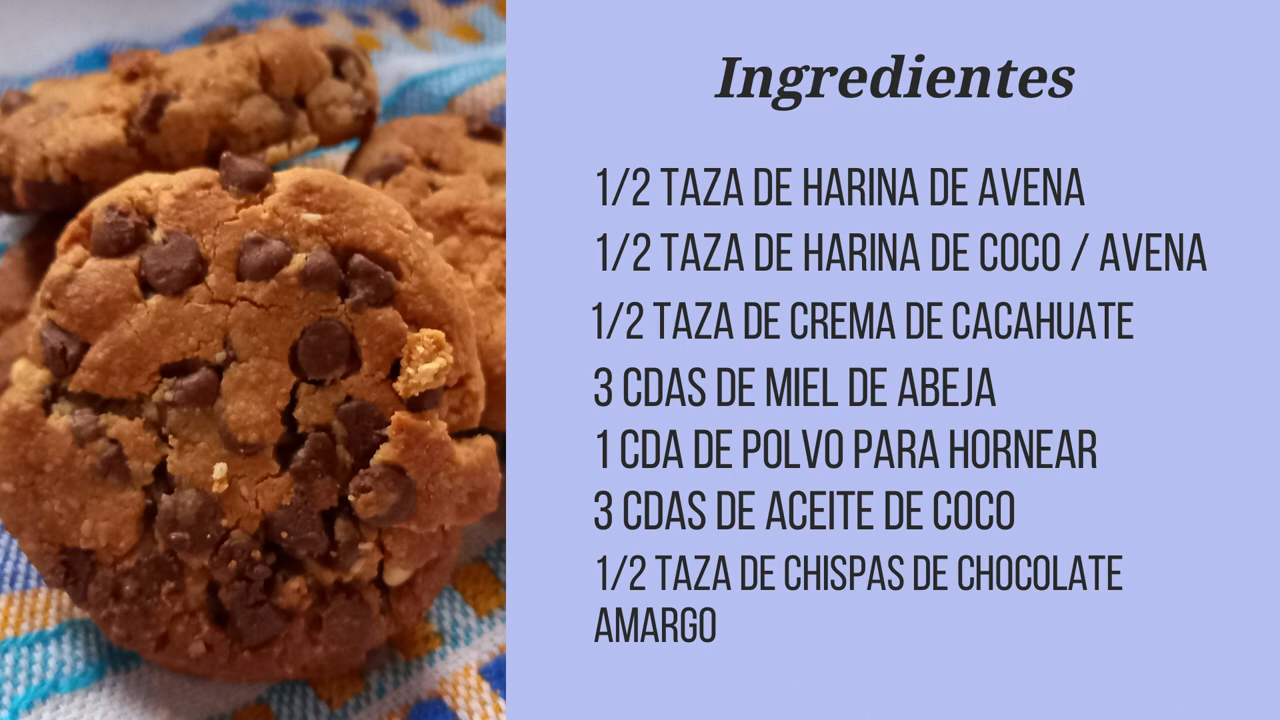 Ingredientes
1/2 TAZA DE HARINA DE AVENA
1/2 TAZA DE HARINA DE COCO / AVENA
1/2 TAZA DE CREMA DE CACAHUATE
3 CDAS DE MIEL DE ABEJA
1 CDA DE POLVO PARA HORNEAR
3 CDAS DE ACEITE DE COCO
1/2 TAZA DE CHISPAS DE CHOCOLATE
AMARGO